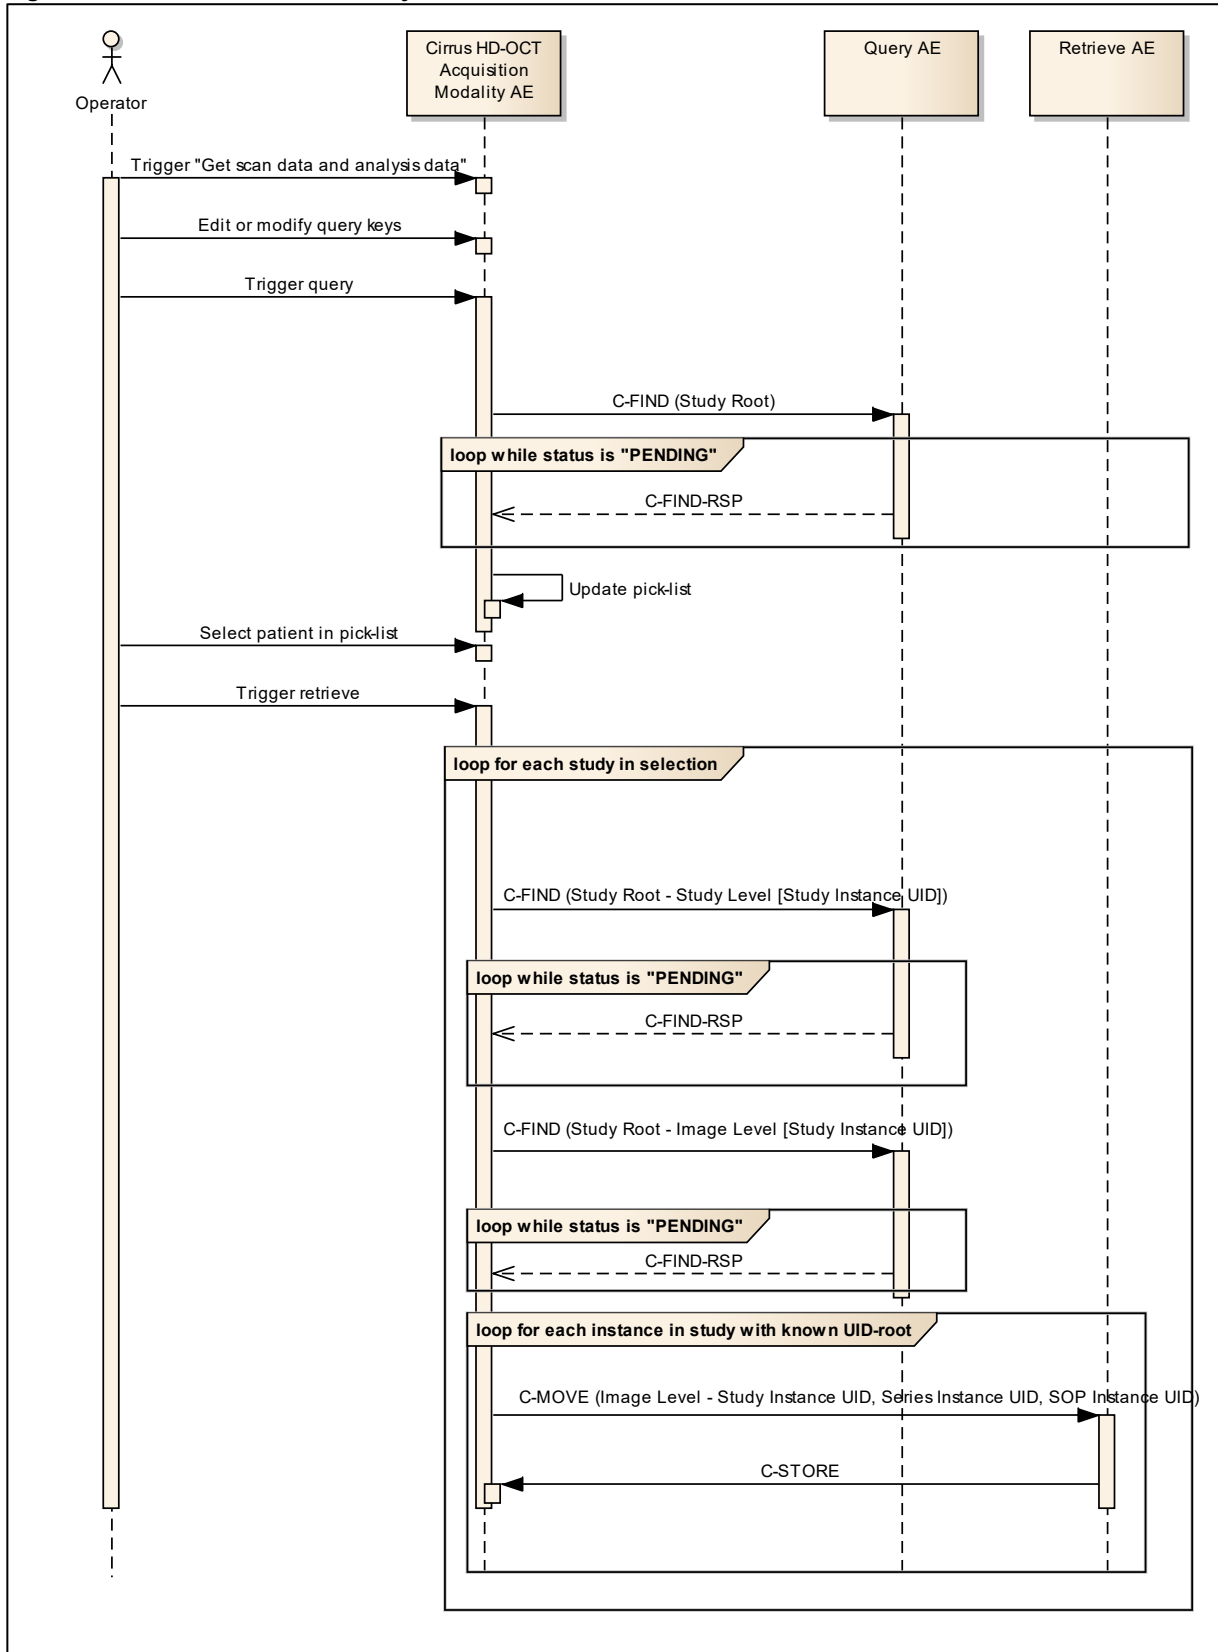 Operator
Cirrus HD-OCT
Acquisition
Modality AE
Query AE
Retrieve AE
Trigger "Get scan data and analysis data"
Edit or modify query keys
Trigger query
C-FIND (Study Root)
loop while status is "PENDING"
C-FIND-RSP
Update pick-list
Select patient in pick-list
Trigger retrieve
loop for each study in selection
C-FIND (Study Root - Study Level [Study Instance UID])
loop while status is "PENDING"
C-FIND-RSP
C-FIND (Study Root - Image Level [Study Instance UID])
loop while status is "PENDING"
C-FIND-RSP
loop for each instance in study with known UID-root
C-MOVE (Image Level - Study Instance UID, Series Instance UID, SOP Instance UID)
C-STORE